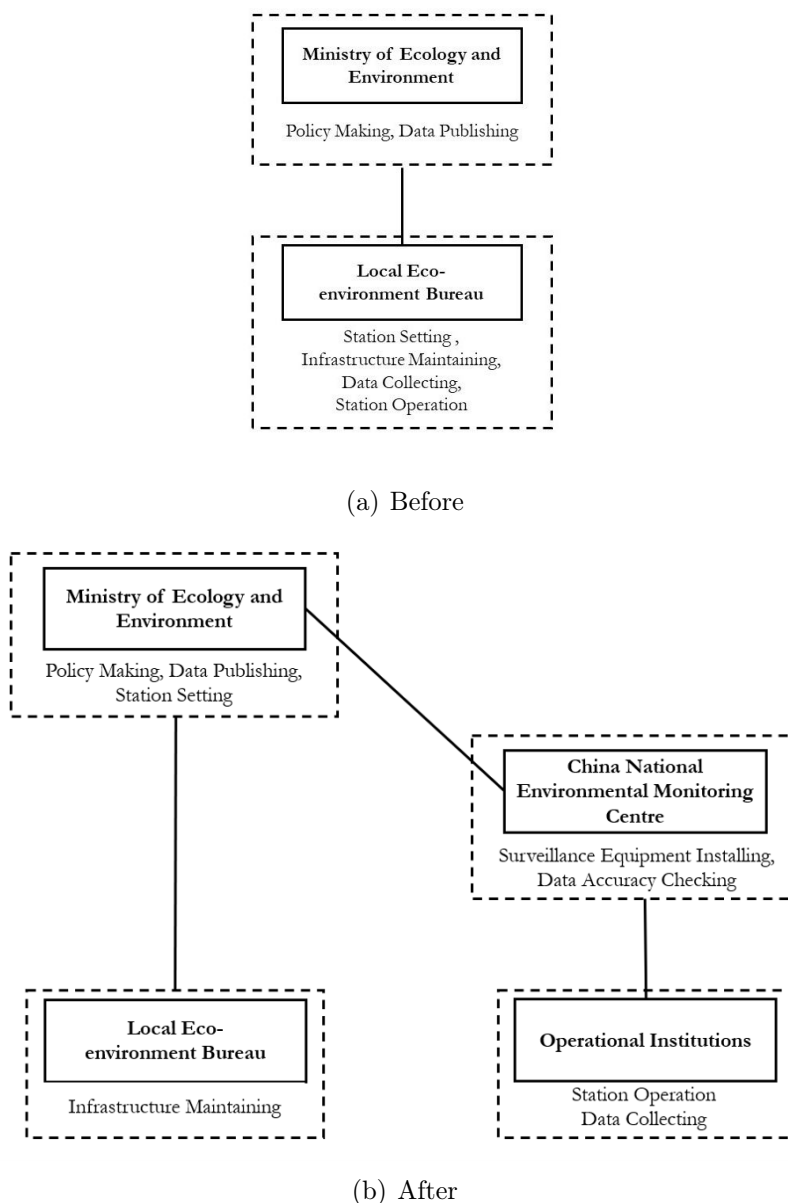 Ministry of Ecology and
Environment
Policy Making, Data Publishing
Local Eco-
environment Bureau
Station Setting ,
Infrastructure Maintaining,
Data Collecting,
Station Operation
(a) Before
Ministry of Ecology and
Environment
Policy Making, Data Publishing,
Station Setting
China National
Environmental Monitoring
Centre
Surveillance Equipment Installing,
Data Accuracy Checking
Local Eco-
environment Bureau
Infrastructure Maintaining
Operational Institutions
Station Operation
Data Collecting
(b) After